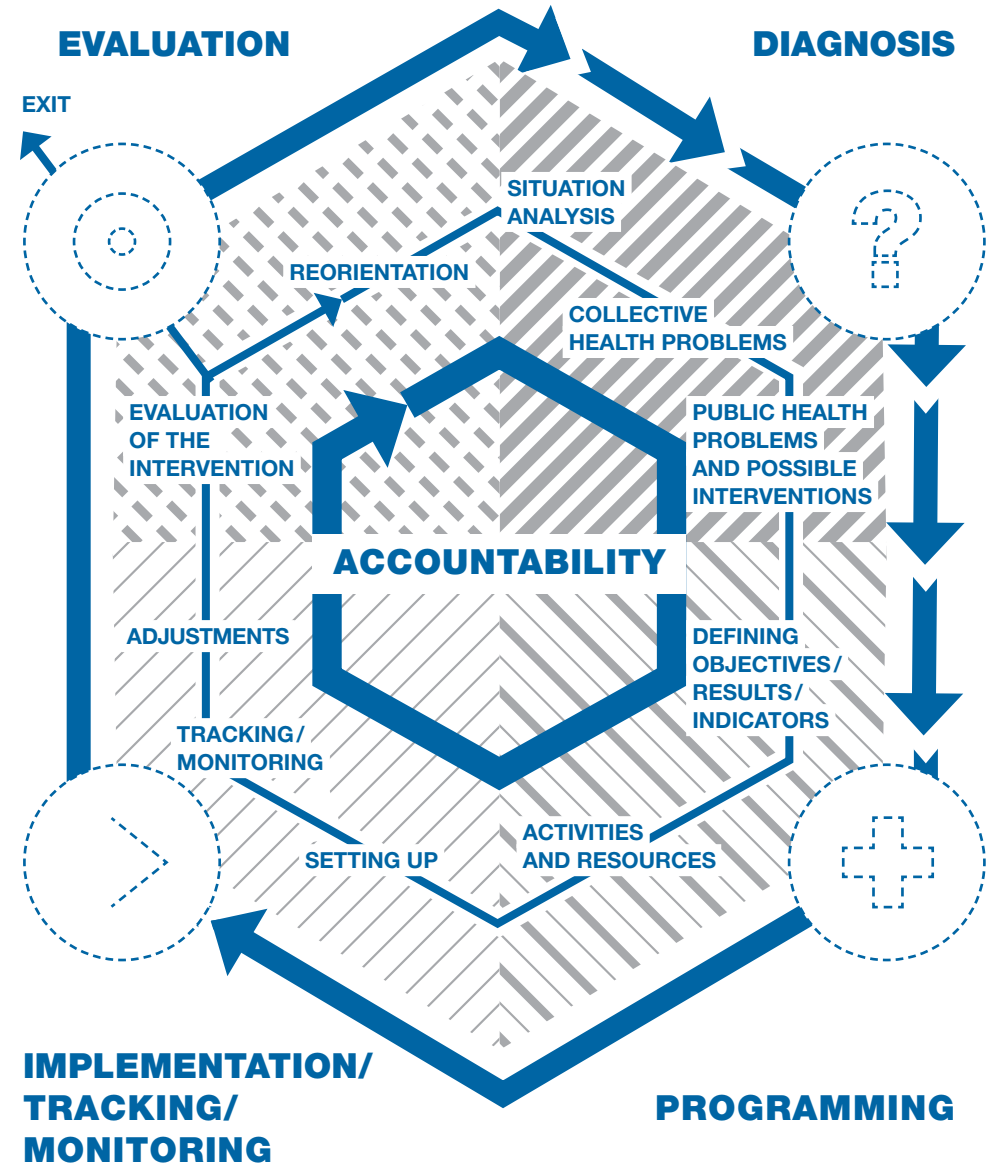 EVALUATION
DIAGNOSIS
EXIT
?
SITUATION
ANALYSIS
REORIENTATION
COLLECTIVE
HEALTH PROBLEMS
EVALUATION
OF THE
INTERVENTION
PUBLIC HEALTH
PROBLEMS
AND POSSIBLE
INTERVENTIONS
ACCOUNTABILITY
ADJUSTMENTS
DEFINING
OBJECTIVES/
RESULTS/
INDICATORS
TRACKING/
MONITORING
SETTING UP
ACTIVITIES
AND RESOURCES
IMPLEMENTATION/
TRACKING/
MONITORING
PROGRAMMING